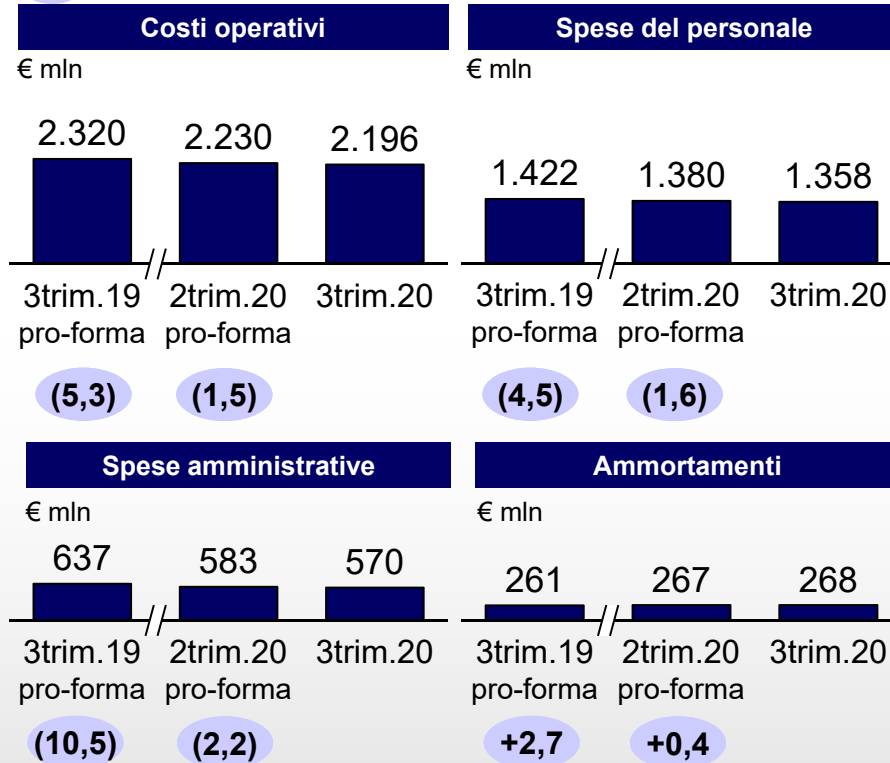 Costi operativi
€ mln
2.320 2.230 2.196
3trim.19 2trim.20 3trim.20
pro-forma pro-forma
(5,3) (1,5)
Spese del personale
€ mln
1.422 1.380 1.358
3trim.19 2trim.20 3trim.20
pro-forma pro-forma
(4,5) (1,6)
Spese amministrative
€ mln
637 583 570
3trim.19 2trim.20 3trim.20
pro-forma pro-forma
(10,5) (2,2)
Ammortamenti
€ mln
261 267 268
3trim.19 2trim.20 3trim.20
pro-forma pro-forma
+2,7 +0,4